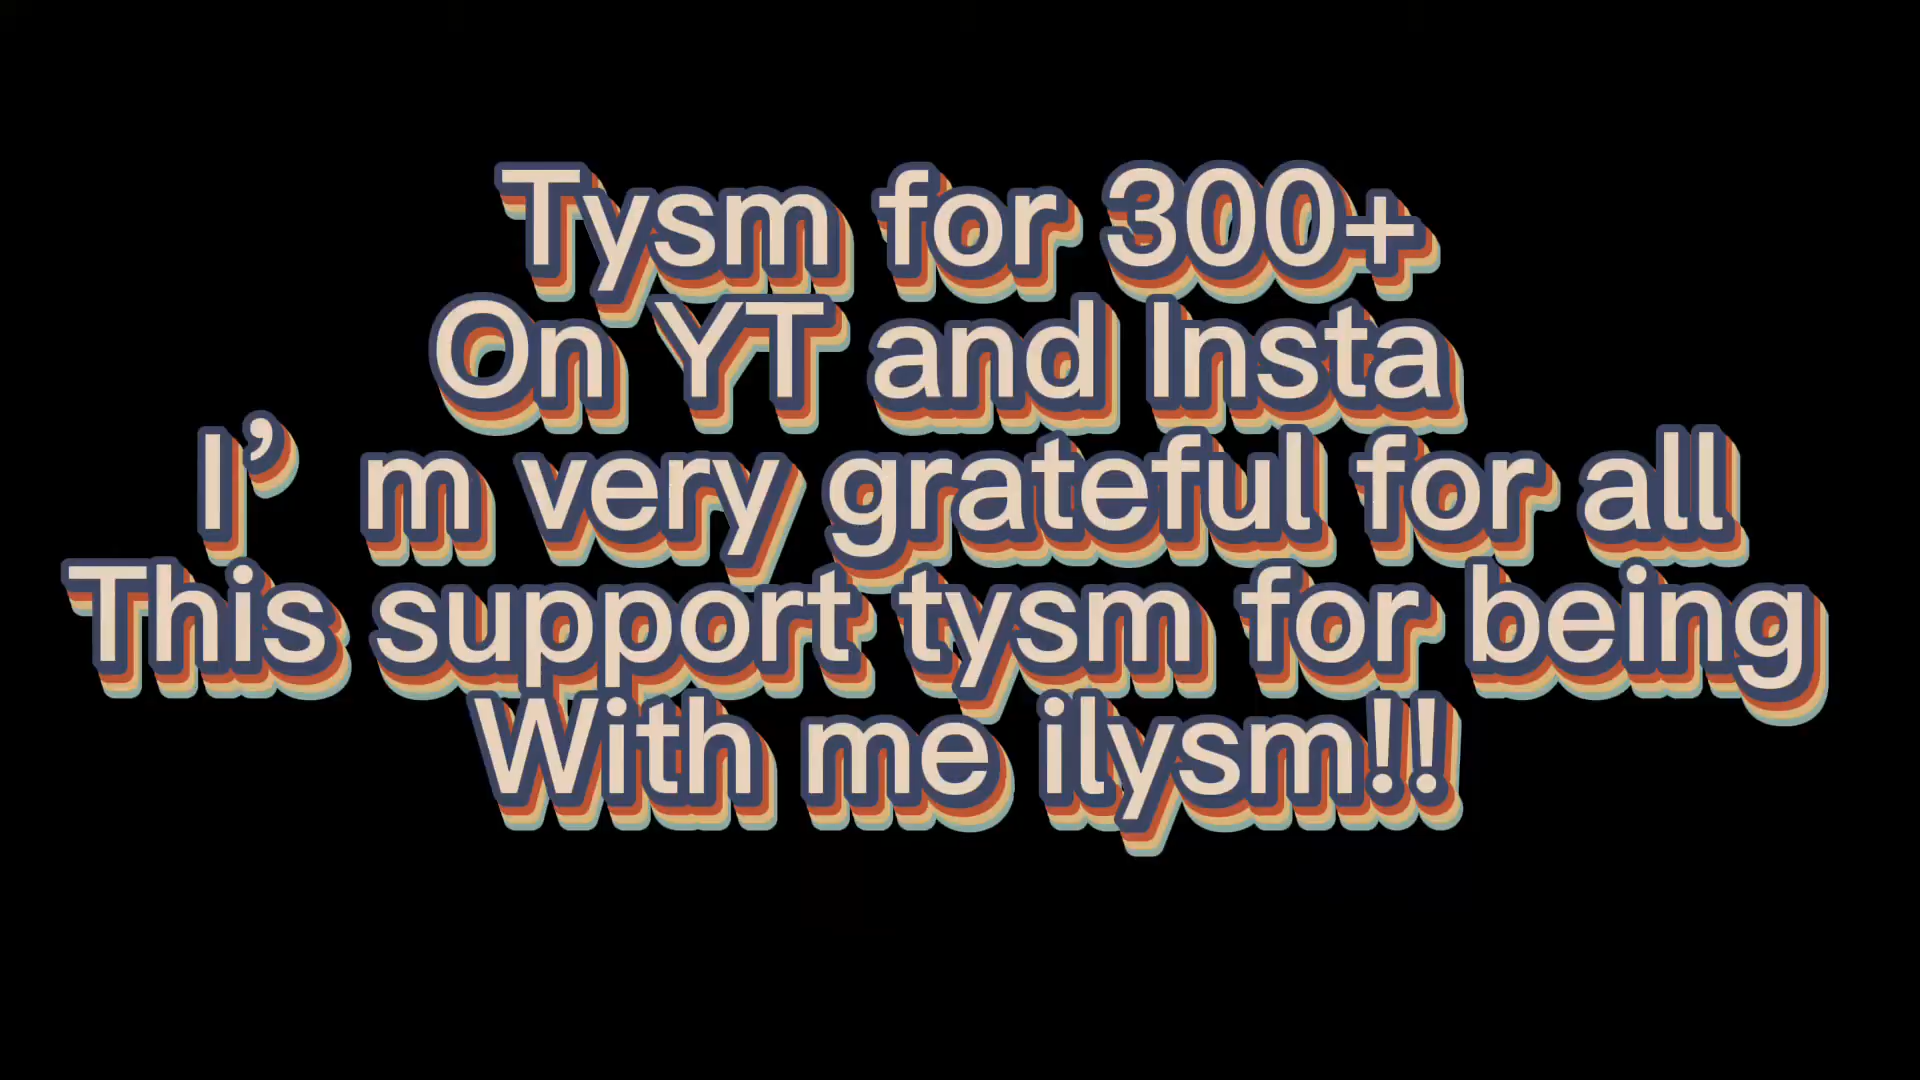 Tysm for 300+
On YT and Insta
I’m very grateful for all
This support tysm for being
With me ilysm!!